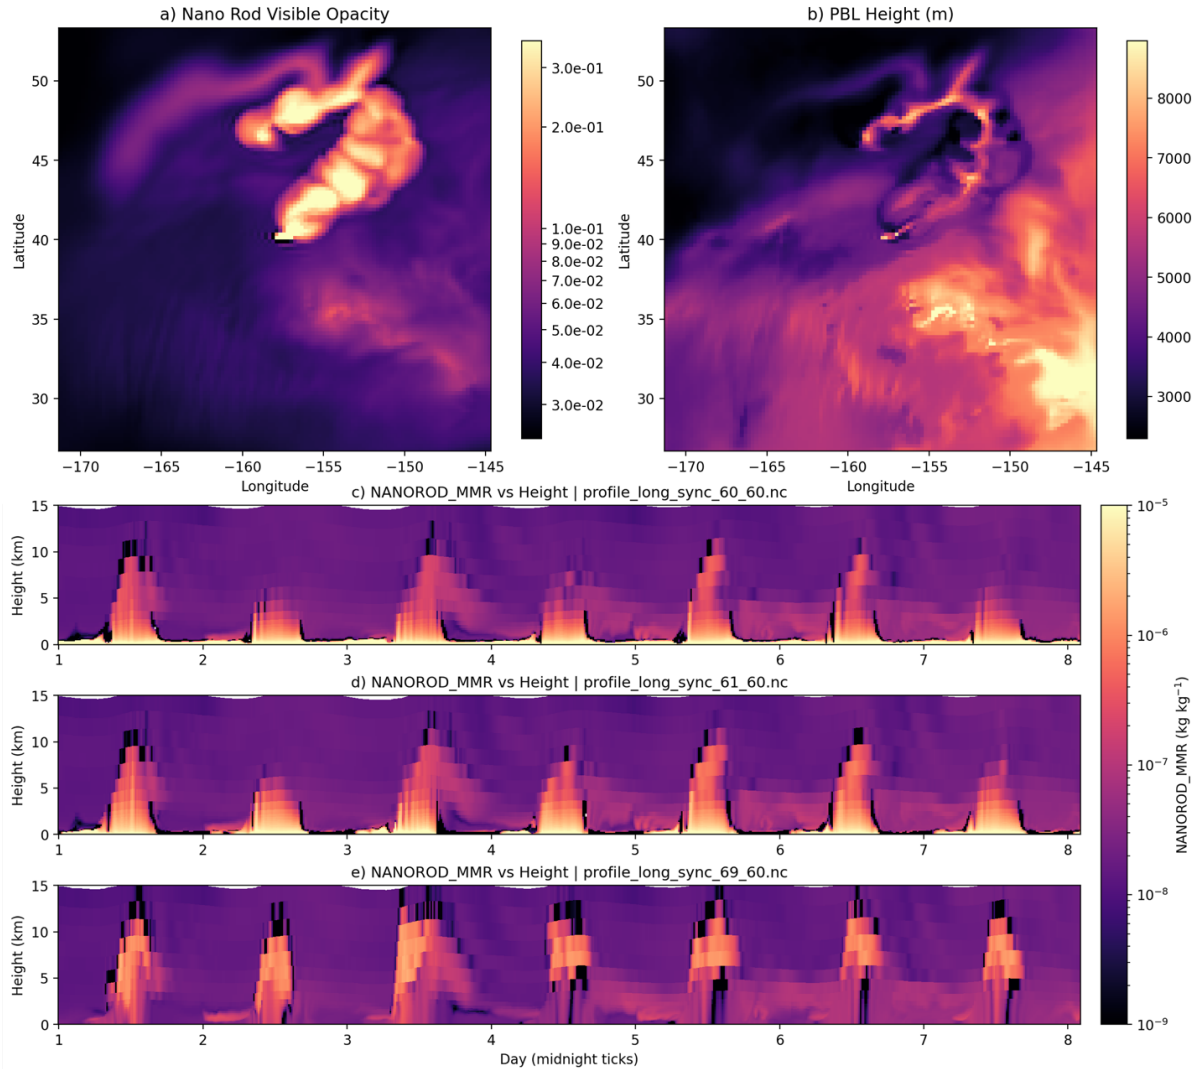 a) Nano Rod Visible Opacity
50
45
40
35
30
Latitude
−170 −165 −160 −155 −150 −145
Longitude
3.0e-01
2.0e-01
1.0e-01
9.0e-02
8.0e-02
7.0e-02
6.0e-02
5.0e-02
4.0e-02
3.0e-02
b) PBL Height (m)
50
45
40
35
30
Latitude
−170 −165 −160 −155 −150 −145
Longitude
8000
7000
6000
5000
4000
3000
c) NANOROD_MMR vs Height | profile_long_sync_60_60.nc
15
10
5
0
Height (km)
1 2 3 4 5 6 7 8
d) NANOROD_MMR vs Height | profile_long_sync_61_60.nc
15
10
5
0
Height (km)
1 2 3 4 5 6 7 8
e) NANOROD_MMR vs Height | profile_long_sync_69_60.nc
15
10
5
0
Height (km)
1 2 3 4 5 6 7 8
Day (midnight ticks)
10⁻⁵
10⁻⁶
10⁻⁷
10⁻⁸
10⁻⁹
NANOROD_MMR (kg kg⁻¹)